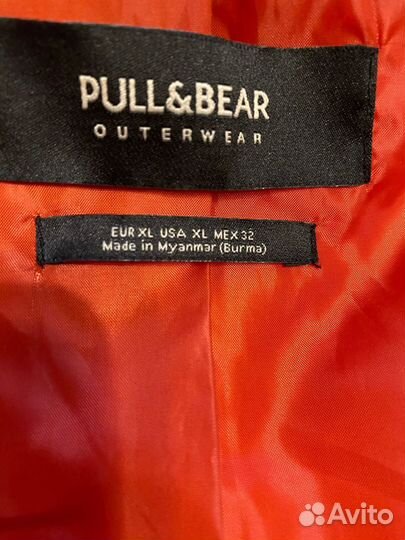 PULL&BEAR
OUTERWEAR
EUR XL USA XL MEX 32
Made in Myanmar (Burma)
Avito